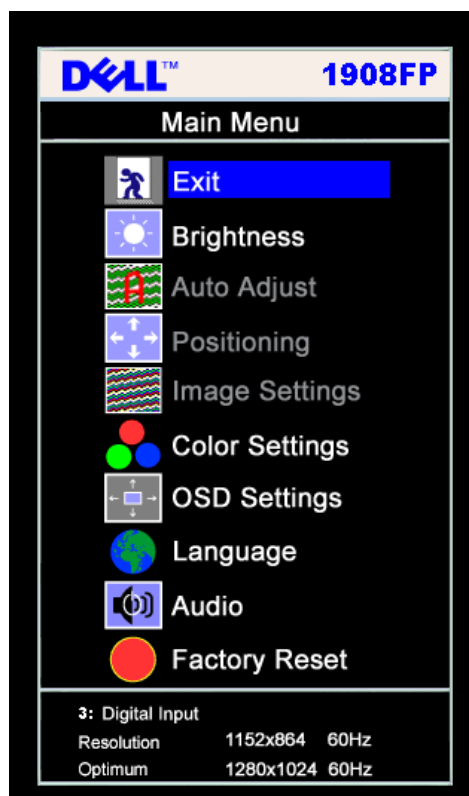 DELL™ 1908FP
Main Menu
Exit
Brightness
Auto Adjust
Positioning
Image Settings
Color Settings
OSD Settings
Language
Audio
Factory Reset
3: Digital Input
Resolution 1152x864 60Hz
Optimum 1280x1024 60Hz